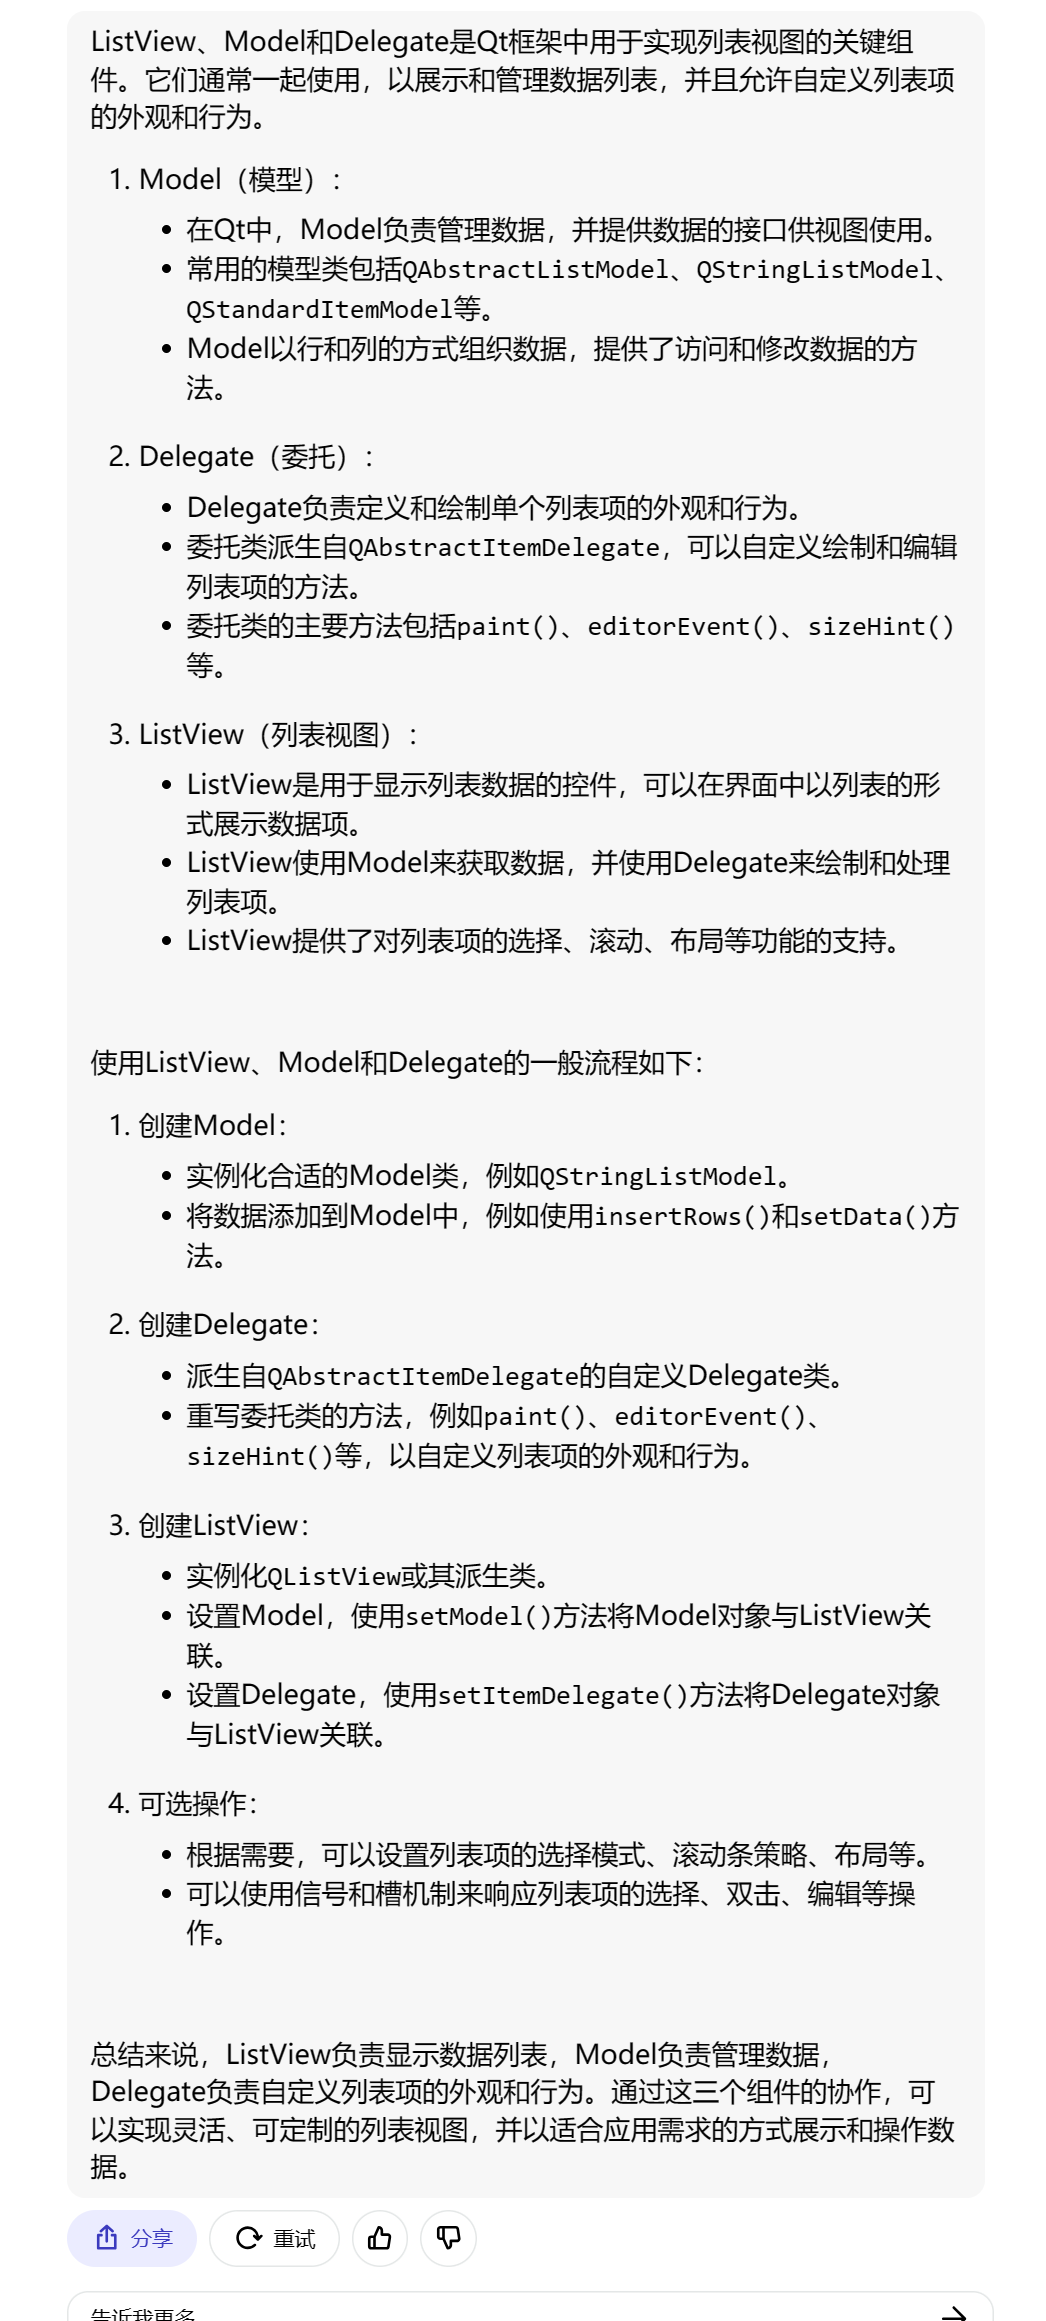 ListView、Model和Delegate是Qt框架中用于实现列表视图的关键组
件。它们通常一起使用，以展示和管理数据列表，并且允许自定义列表项
的外观和行为。
1. Model（模型）：
• 在Qt中，Model负责管理数据，并提供数据的接口供视图使用。
• 常用的模型类包括QAbstractListModel、QStringListModel、
QStandardItemModel等。
• Model以行和列的方式组织数据，提供了访问和修改数据的方
法。
2. Delegate（委托）：
• Delegate负责定义和绘制单个列表项的外观和行为。
• 委托类派生自QAbstractItemDelegate，可以自定义绘制和编辑
列表项的方法。
• 委托类的主要方法包括paint()、editorEvent()、sizeHint()
等。
3. ListView（列表视图）：
• ListView是用于显示列表数据的控件，可以在界面中以列表的形
式展示数据项。
• ListView使用Model来获取数据，并使用Delegate来绘制和处理
列表项。
• ListView提供了对列表项的选择、滚动、布局等功能的支持。
使用ListView、Model和Delegate的一般流程如下：
1. 创建Model：
• 实例化合适的Model类，例如QStringListModel。
• 将数据添加到Model中，例如使用insertRows()和setData()方
法。
2. 创建Delegate：
• 派生自QAbstractItemDelegate的自定义Delegate类。
• 重写委托类的方法，例如paint()、editorEvent()、
sizeHint()等，以自定义列表项的外观和行为。
3. 创建ListView：
• 实例化QListView或其派生类。
• 设置Model，使用setModel()方法将Model对象与ListView关
联。
• 设置Delegate，使用setItemDelegate()方法将Delegate对象
与ListView关联。
4. 可选操作：
• 根据需要，可以设置列表项的选择模式、滚动条策略、布局等。
• 可以使用信号和槽机制来响应列表项的选择、双击、编辑等操
作。
总结来说，ListView负责显示数据列表，Model负责管理数据，
Delegate负责自定义列表项的外观和行为。通过这三个组件的协作，可
以实现灵活、可定制的列表视图，并以适合应用需求的方式展示和操作数
据。
分享 重试
告诉我更多